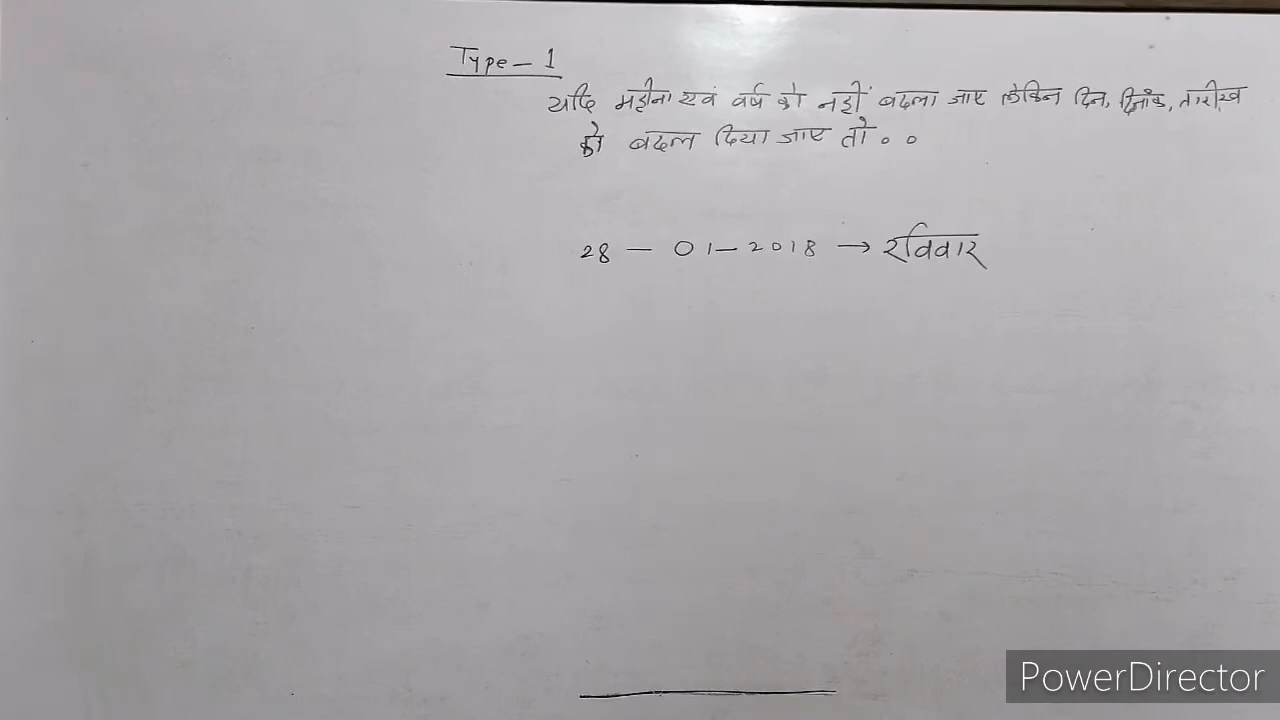 Type - 1
यदि महीना एवं वर्ष को नहीं बदला जाए लेकिन दिन, दिनांक, तारीख
को बदल दिया जाए तो..
28 - 01-2018 → रविवार
PowerDirector